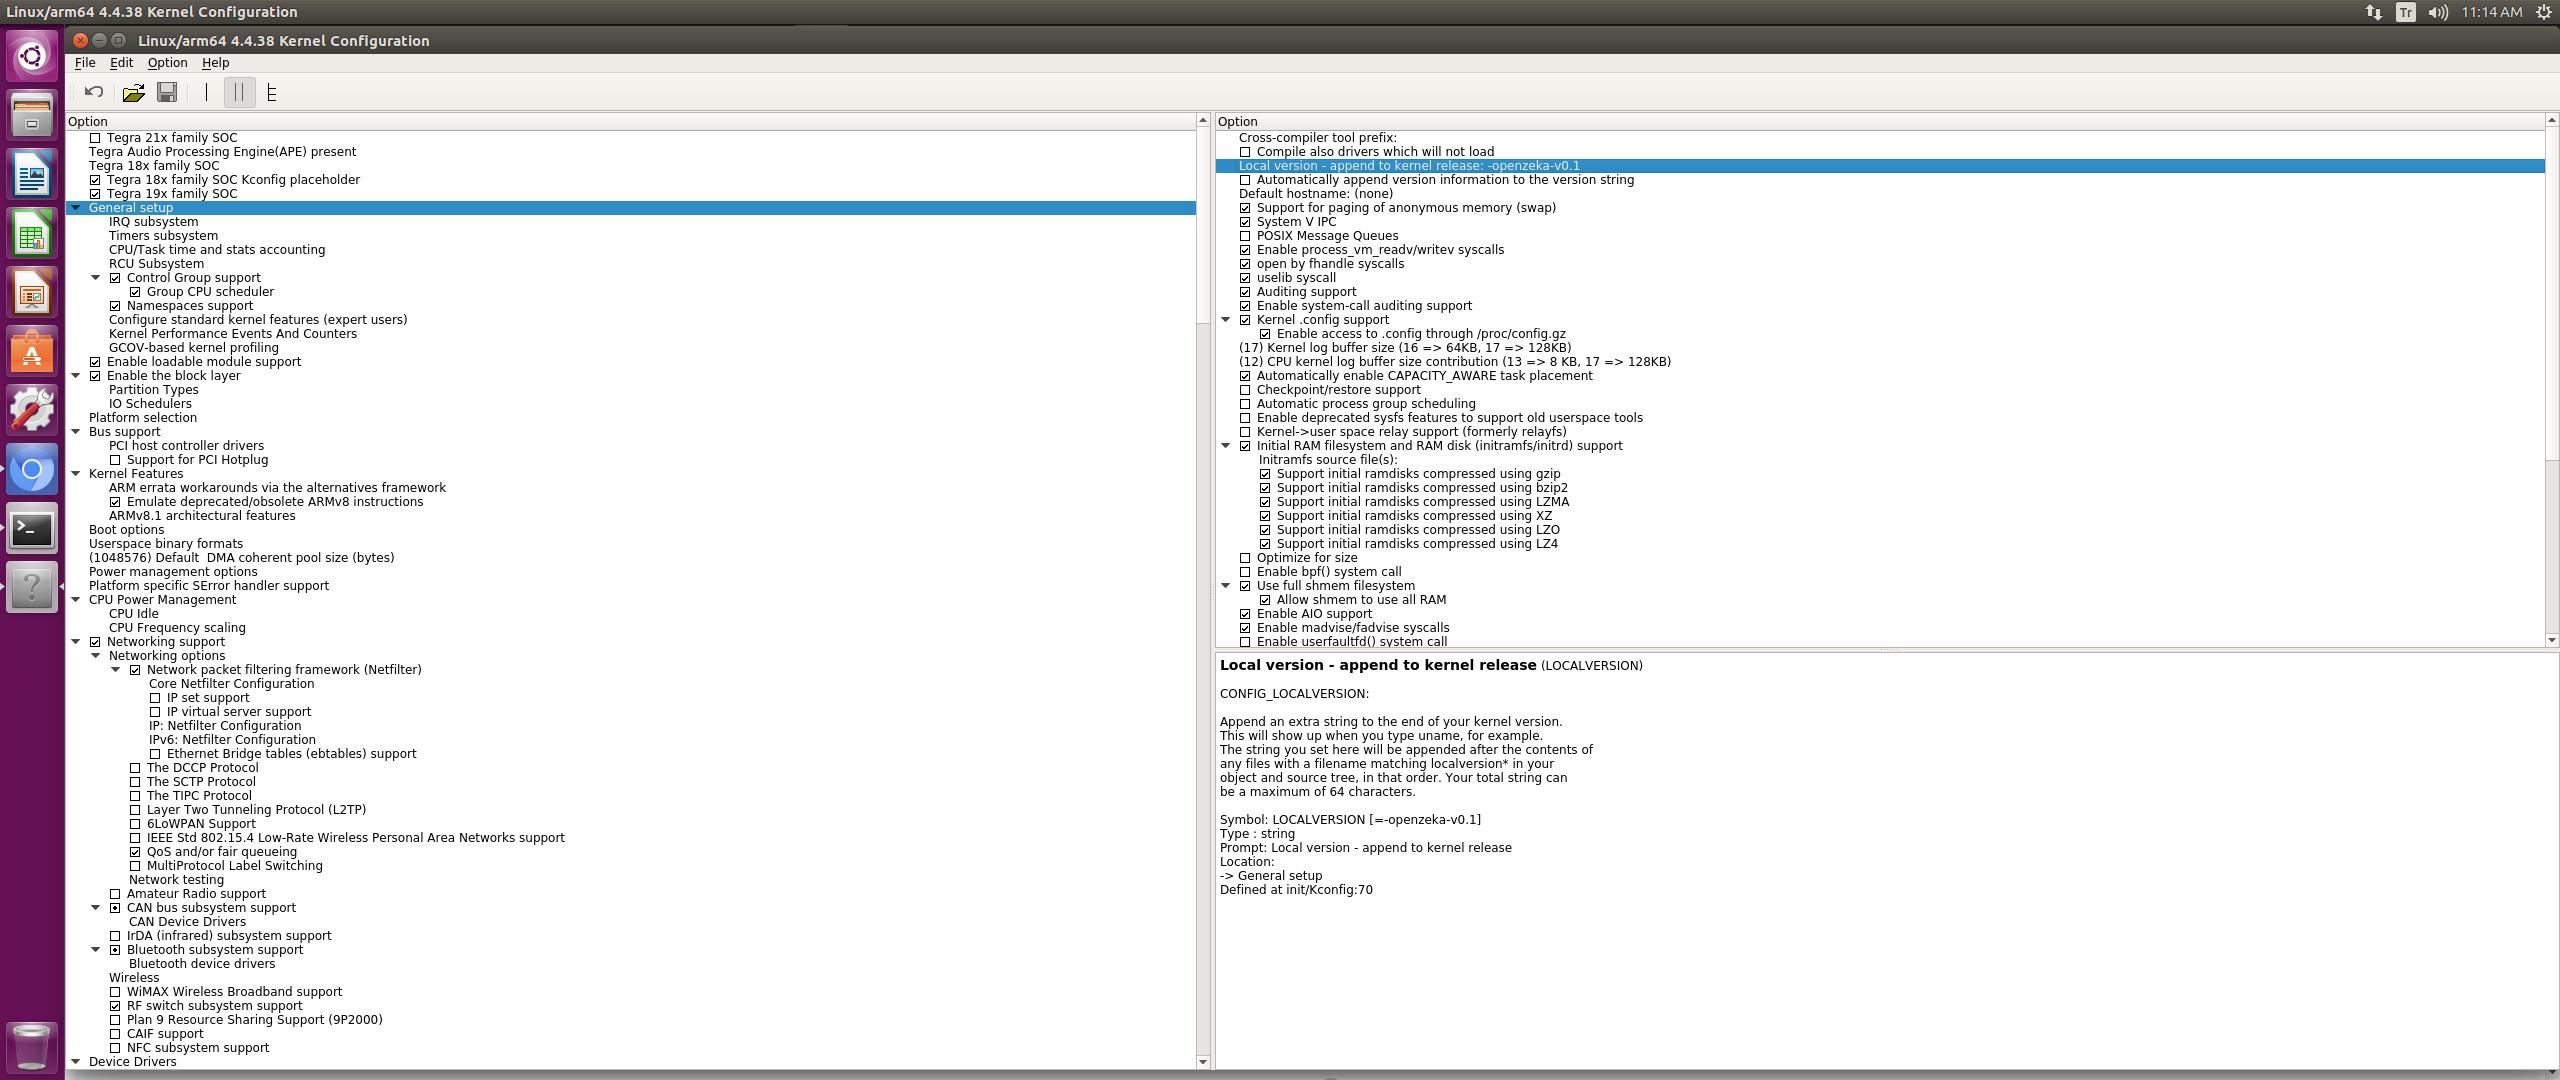 Linux/arm64 4.4.38 Kernel Configuration
Tr
11:14 AM
Linux/arm64 4.4.38 Kernel Configuration
File Edit Option Help
Option
Tegra 21x family SOC
Tegra Audio Processing Engine(APE) present
Tegra 18x family SOC
Tegra 18x family SOC Kconfig placeholder
Tegra 19x family SOC
General setup
IRQ subsystem
Timers subsystem
CPU/Task time and stats accounting
RCU Subsystem
Control Group support
Group CPU scheduler
Namespaces support
Configure standard kernel features (expert users)
Kernel Performance Events And Counters
GCOV-based kernel profiling
Enable loadable module support
Enable the block layer
Partition Types
IO Schedulers
Platform selection
Bus support
PCI host controller drivers
Support for PCI Hotplug
Kernel Features
ARM errata workarounds via the alternatives framework
Emulate deprecated/obsolete ARMv8 instructions
ARMv8.1 architectural features
Boot options
Userspace binary formats
(1048576) Default  DMA coherent pool size (bytes)
Power management options
Platform specific SError handler support
CPU Power Management
CPU Idle
CPU Frequency scaling
Networking support
Networking options
Network packet filtering framework (Netfilter)
Core Netfilter Configuration
IP set support
IP virtual server support
IP: Netfilter Configuration
IPv6: Netfilter Configuration
Ethernet Bridge tables (ebtables) support
The DCCP Protocol
The SCTP Protocol
The TIPC Protocol
Layer Two Tunneling Protocol (L2TP)
6LoWPAN Support
IEEE Std 802.15.4 Low-Rate Wireless Personal Area Networks support
QoS and/or fair queueing
MultiProtocol Label Switching
Network testing
Amateur Radio support
CAN bus subsystem support
CAN Device Drivers
IrDA (infrared) subsystem support
Bluetooth subsystem support
Bluetooth device drivers
Wireless
WiMAX Wireless Broadband support
RF switch subsystem support
Plan 9 Resource Sharing Support (9P2000)
CAIF support
NFC subsystem support
Device Drivers
Option
Cross-compiler tool prefix:
Compile also drivers which will not load
Local version - append to kernel release: -openzeka-v0.1
Automatically append version information to the version string
Default hostname: (none)
Support for paging of anonymous memory (swap)
System V IPC
POSIX Message Queues
Enable process_vm_readv/writev syscalls
open by fhandle syscalls
uselib syscall
Auditing support
Enable system-call auditing support
Kernel .config support
Enable access to .config through /proc/config.gz
(17) Kernel log buffer size (16 => 64KB, 17 => 128KB)
(12) CPU kernel log buffer size contribution (13 => 8 KB, 17 => 128KB)
Automatically enable CAPACITY_AWARE task placement
Checkpoint/restore support
Automatic process group scheduling
Enable deprecated sysfs features to support old userspace tools
Kernel->user space relay support (formerly relayfs)
Initial RAM filesystem and RAM disk (initramfs/initrd) support
Initramfs source file(s):
Support initial ramdisks compressed using gzip
Support initial ramdisks compressed using bzip2
Support initial ramdisks compressed using LZMA
Support initial ramdisks compressed using XZ
Support initial ramdisks compressed using LZO
Support initial ramdisks compressed using LZ4
Optimize for size
Enable bpf() system call
Use full shmem filesystem
Allow shmem to use all RAM
Enable AIO support
Enable madvise/fadvise syscalls
Enable userfaultfd() system call
Local version - append to kernel release (LOCALVERSION)
CONFIG_LOCALVERSION:
Append an extra string to the end of your kernel version.
This will show up when you type uname, for example.
The string you set here will be appended after the contents of
any files with a filename matching localversion* in your
object and source tree, in that order. Your total string can
be a maximum of 64 characters.
Symbol: LOCALVERSION [=-openzeka-v0.1]
Type : string
Prompt: Local version - append to kernel release
Location:
-> General setup
Defined at init/Kconfig:70